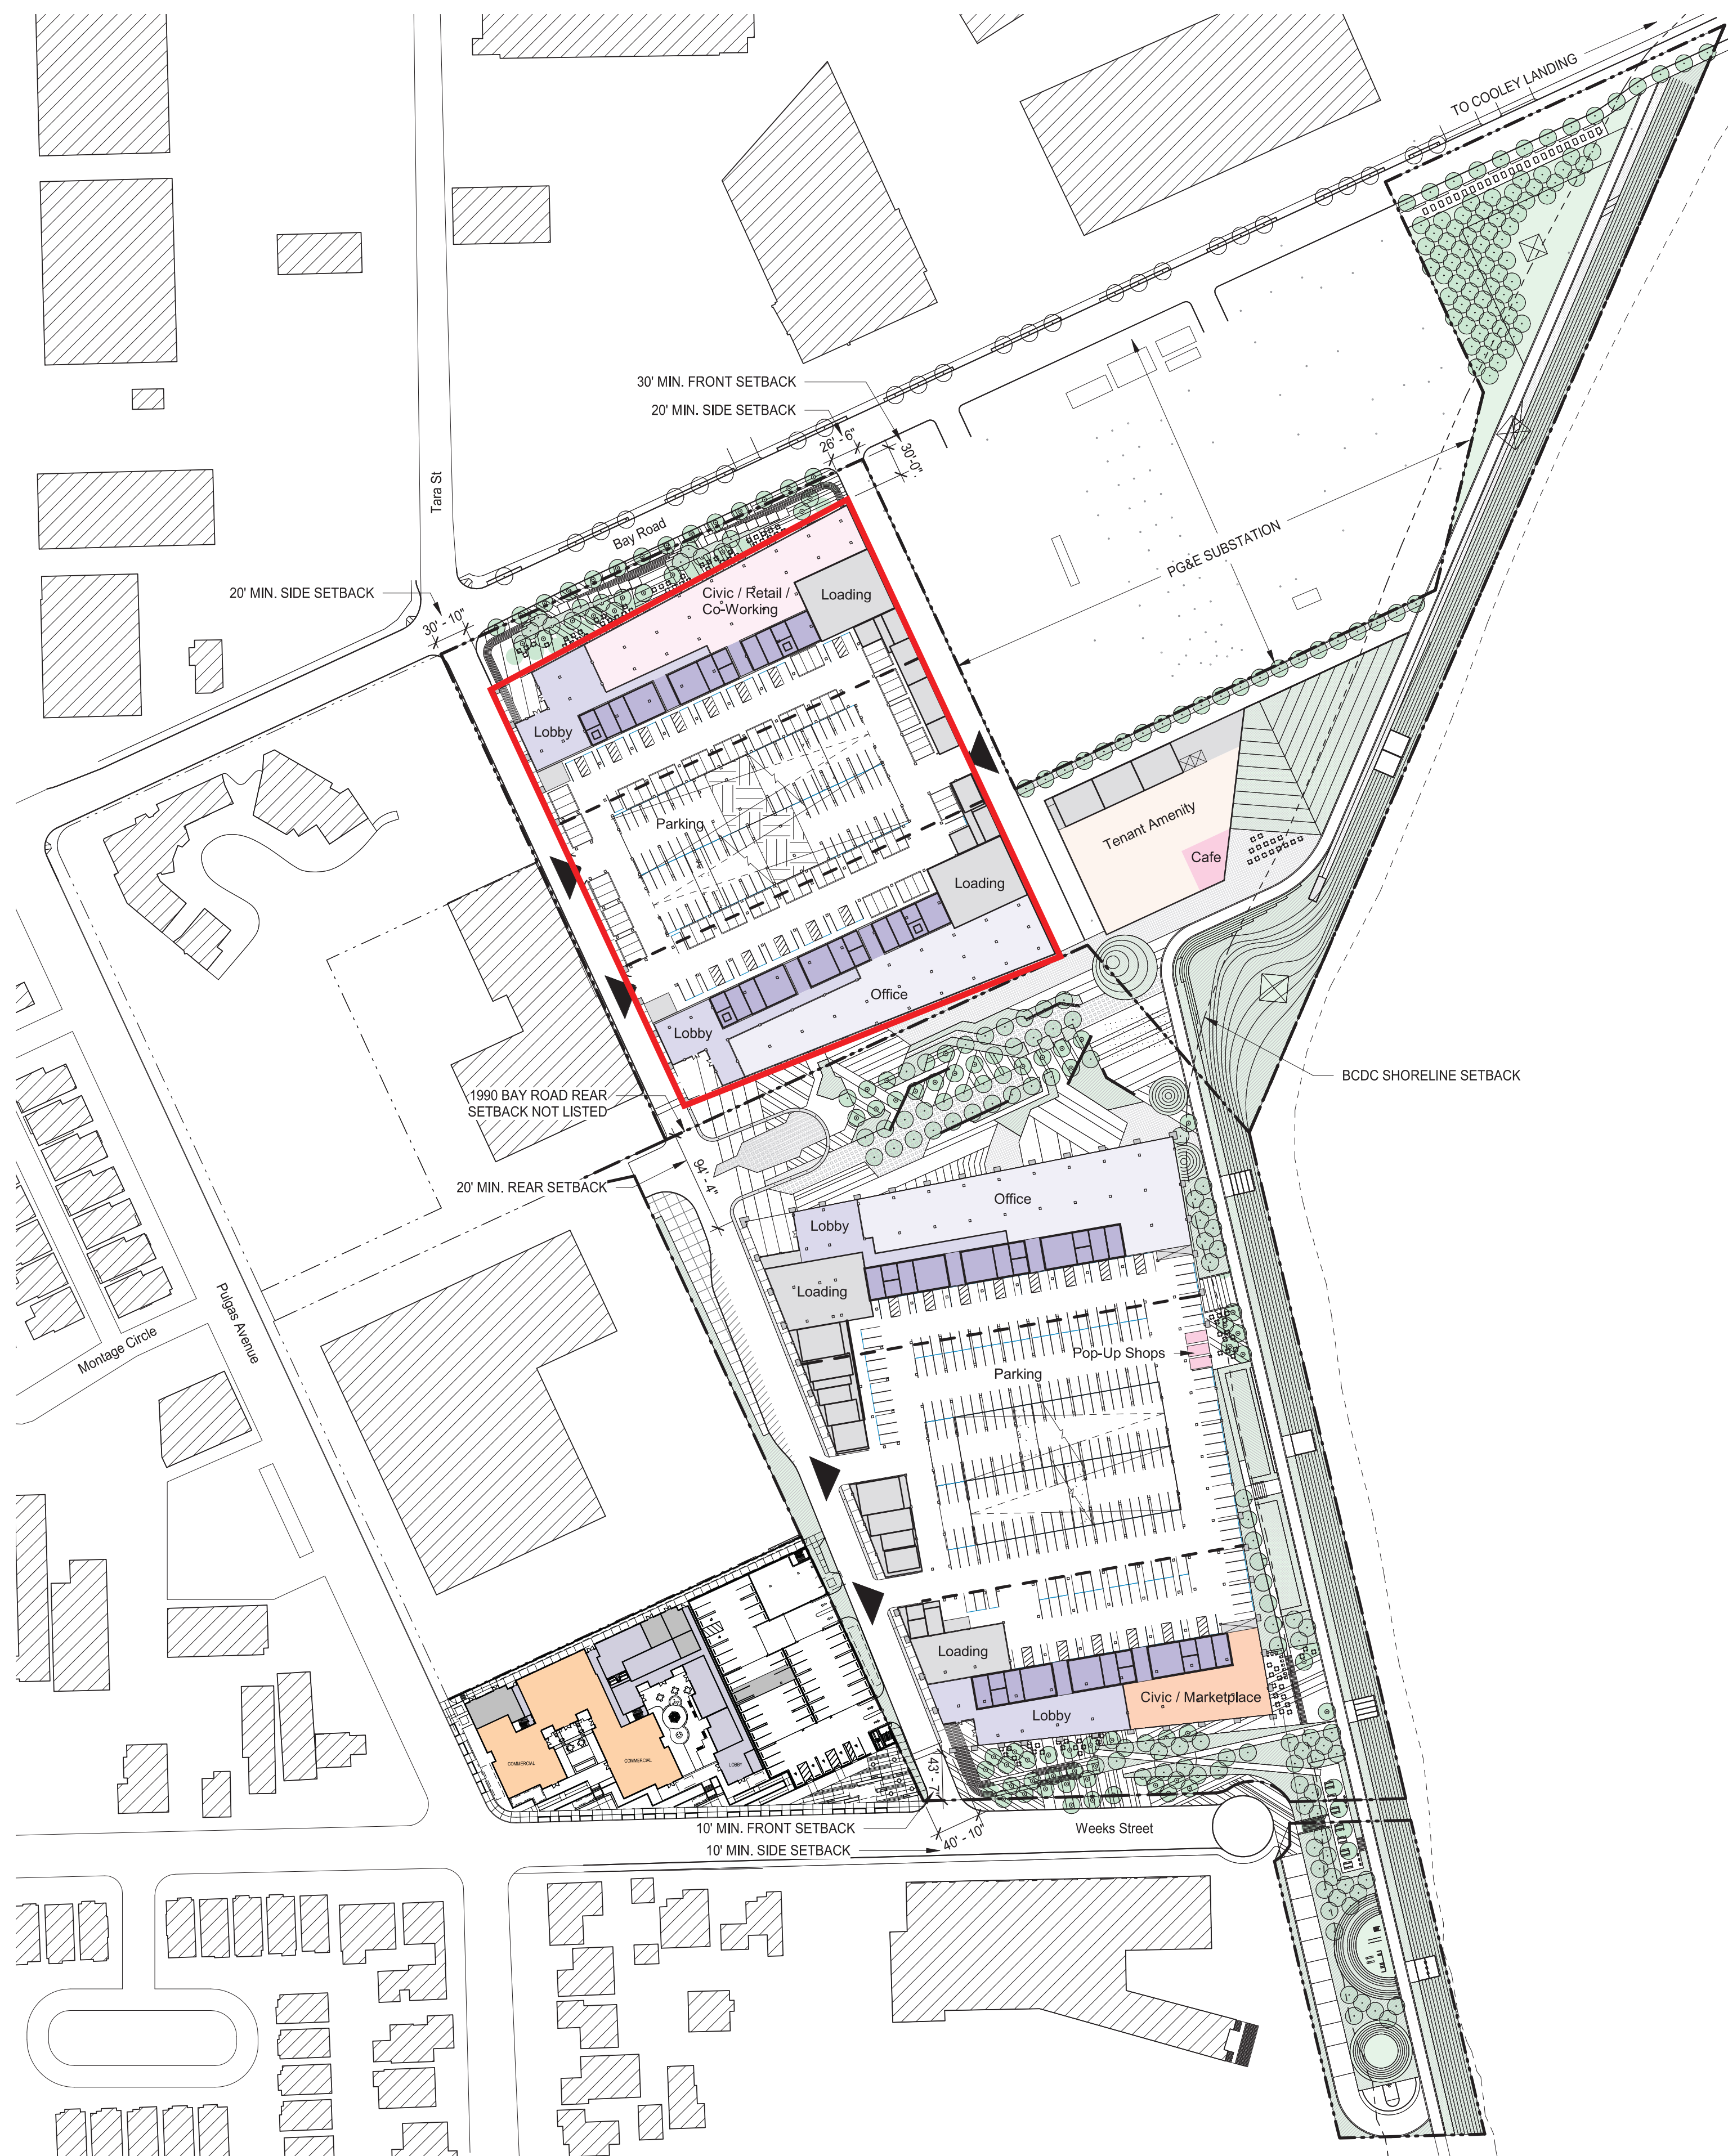 TO COOLEY LANDING
30' MIN. FRONT SETBACK
20' MIN. SIDE SETBACK
26' - 6"
30'-0"
Tara St
Bay Road
PG&E SUBSTATION
20' MIN. SIDE SETBACK
30' - 10"
Civic / Retail /
Co-Working
Loading
Lobby
Parking
Tenant Amenity
Cafe
Loading
Office
Lobby
1990 BAY ROAD REAR
SETBACK NOT LISTED
BCDC SHORELINE SETBACK
20' MIN. REAR SETBACK
94' - 4"
Office
Lobby
Loading
Pulgas Avenue
Montage Circle
Pop-Up Shops
Parking
Loading
Civic / Marketplace
Lobby
COMMERCIAL
COMMERCIAL
LOBBY
43' - 7"
10' MIN. FRONT SETBACK
Weeks Street
40' - 10"
10' MIN. SIDE SETBACK